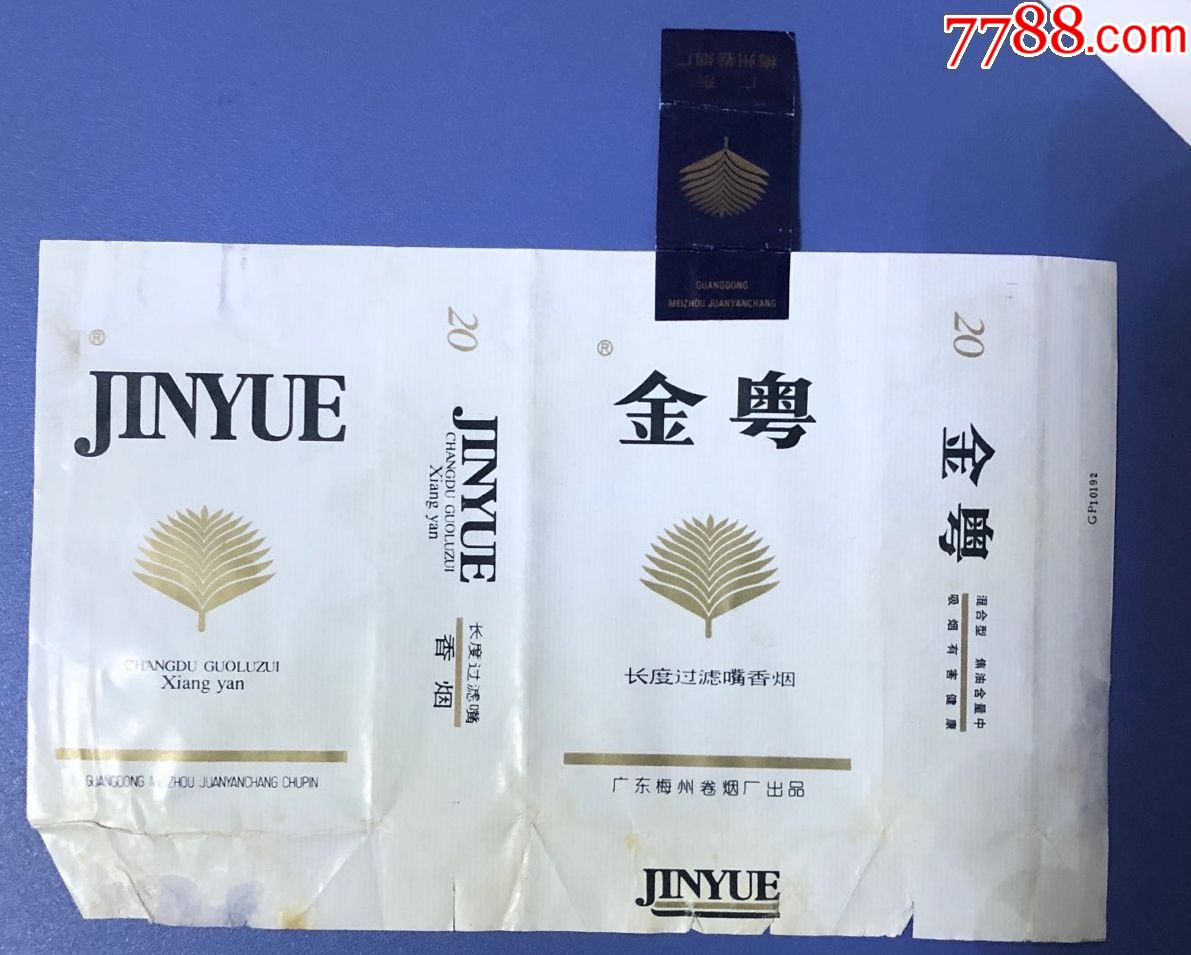 7788.com
广东
梅州卷烟厂
GUANGDONG
MEIZHOU JUANYANCHANG
®
JINYUE
CHANGDU GUOLUZUI
Xiang yan
GUANGDONG MEIZHOU JUANYANCHANG CHUPIN
20
JINYUE
CHANGDU GUOLUZUI
Xiang yan
长度过滤嘴
香烟
®
金粤
长度过滤嘴香烟
广东梅州卷烟厂出品
JINYUE
20
金粤
混合型 焦油含量中
吸烟有害健康
GP10192